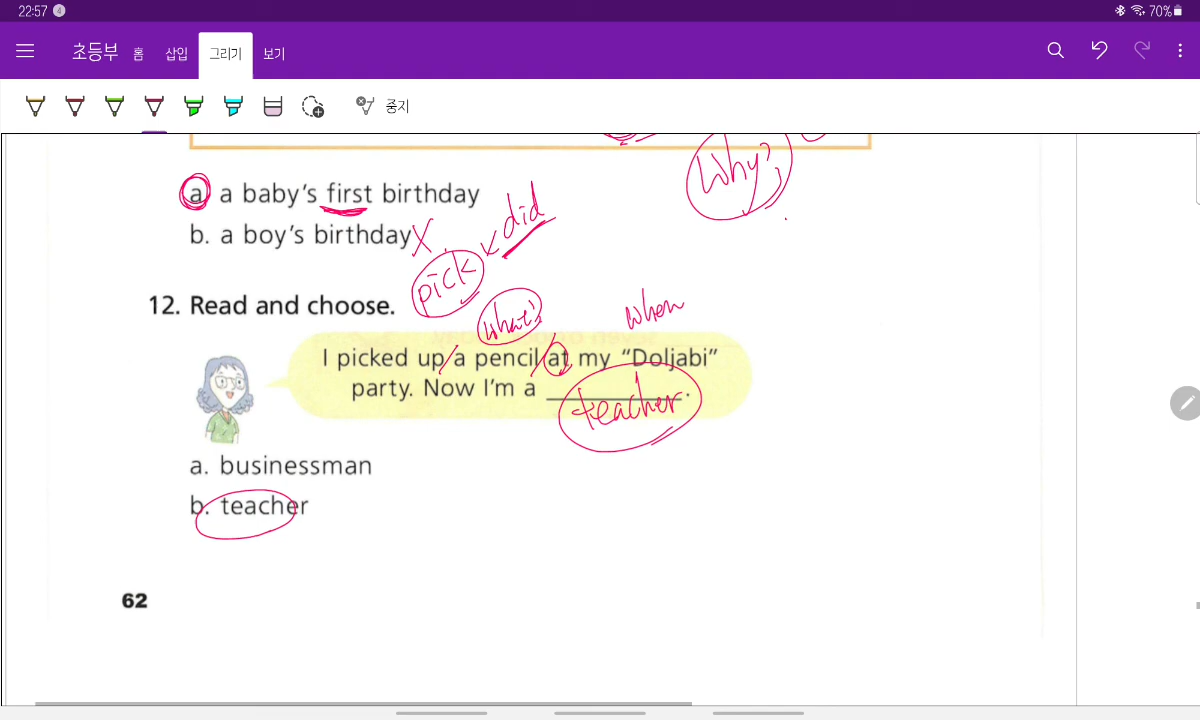 22:57 4 70%
초등부 홈 삽입 그리기 보기
중지
Why?
a. a baby's first birthday
b. a boy's birthday X
did
pick
12. Read and choose.
what?
when
I picked up / a pencil / at my "Doljabi"
party. Now I'm a ________.
teacher
a. businessman
b. teacher
62